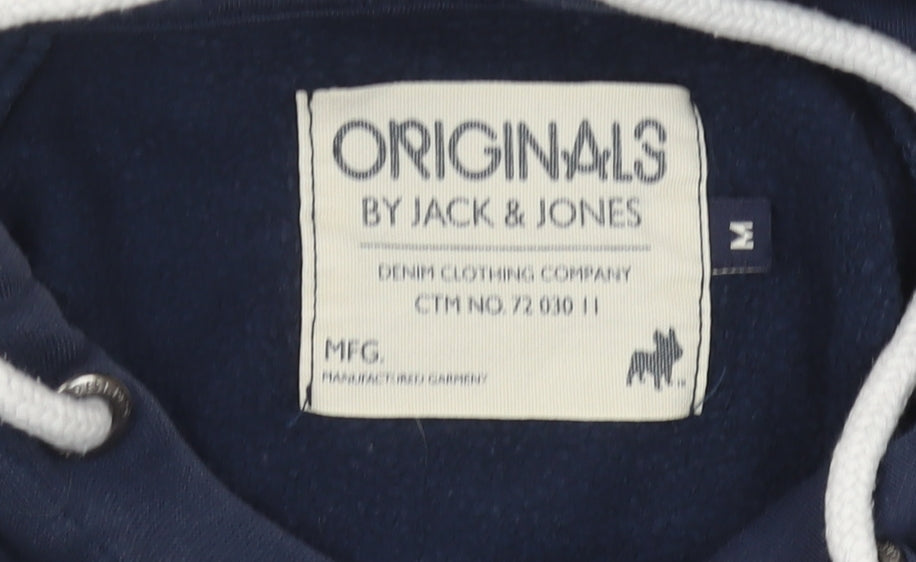 ORIGINALS
BY JACK & JONES
DENIM CLOTHING COMPANY
CTM NO. 72 030 11
MFG.
MANUFACTURED GARMENT
M